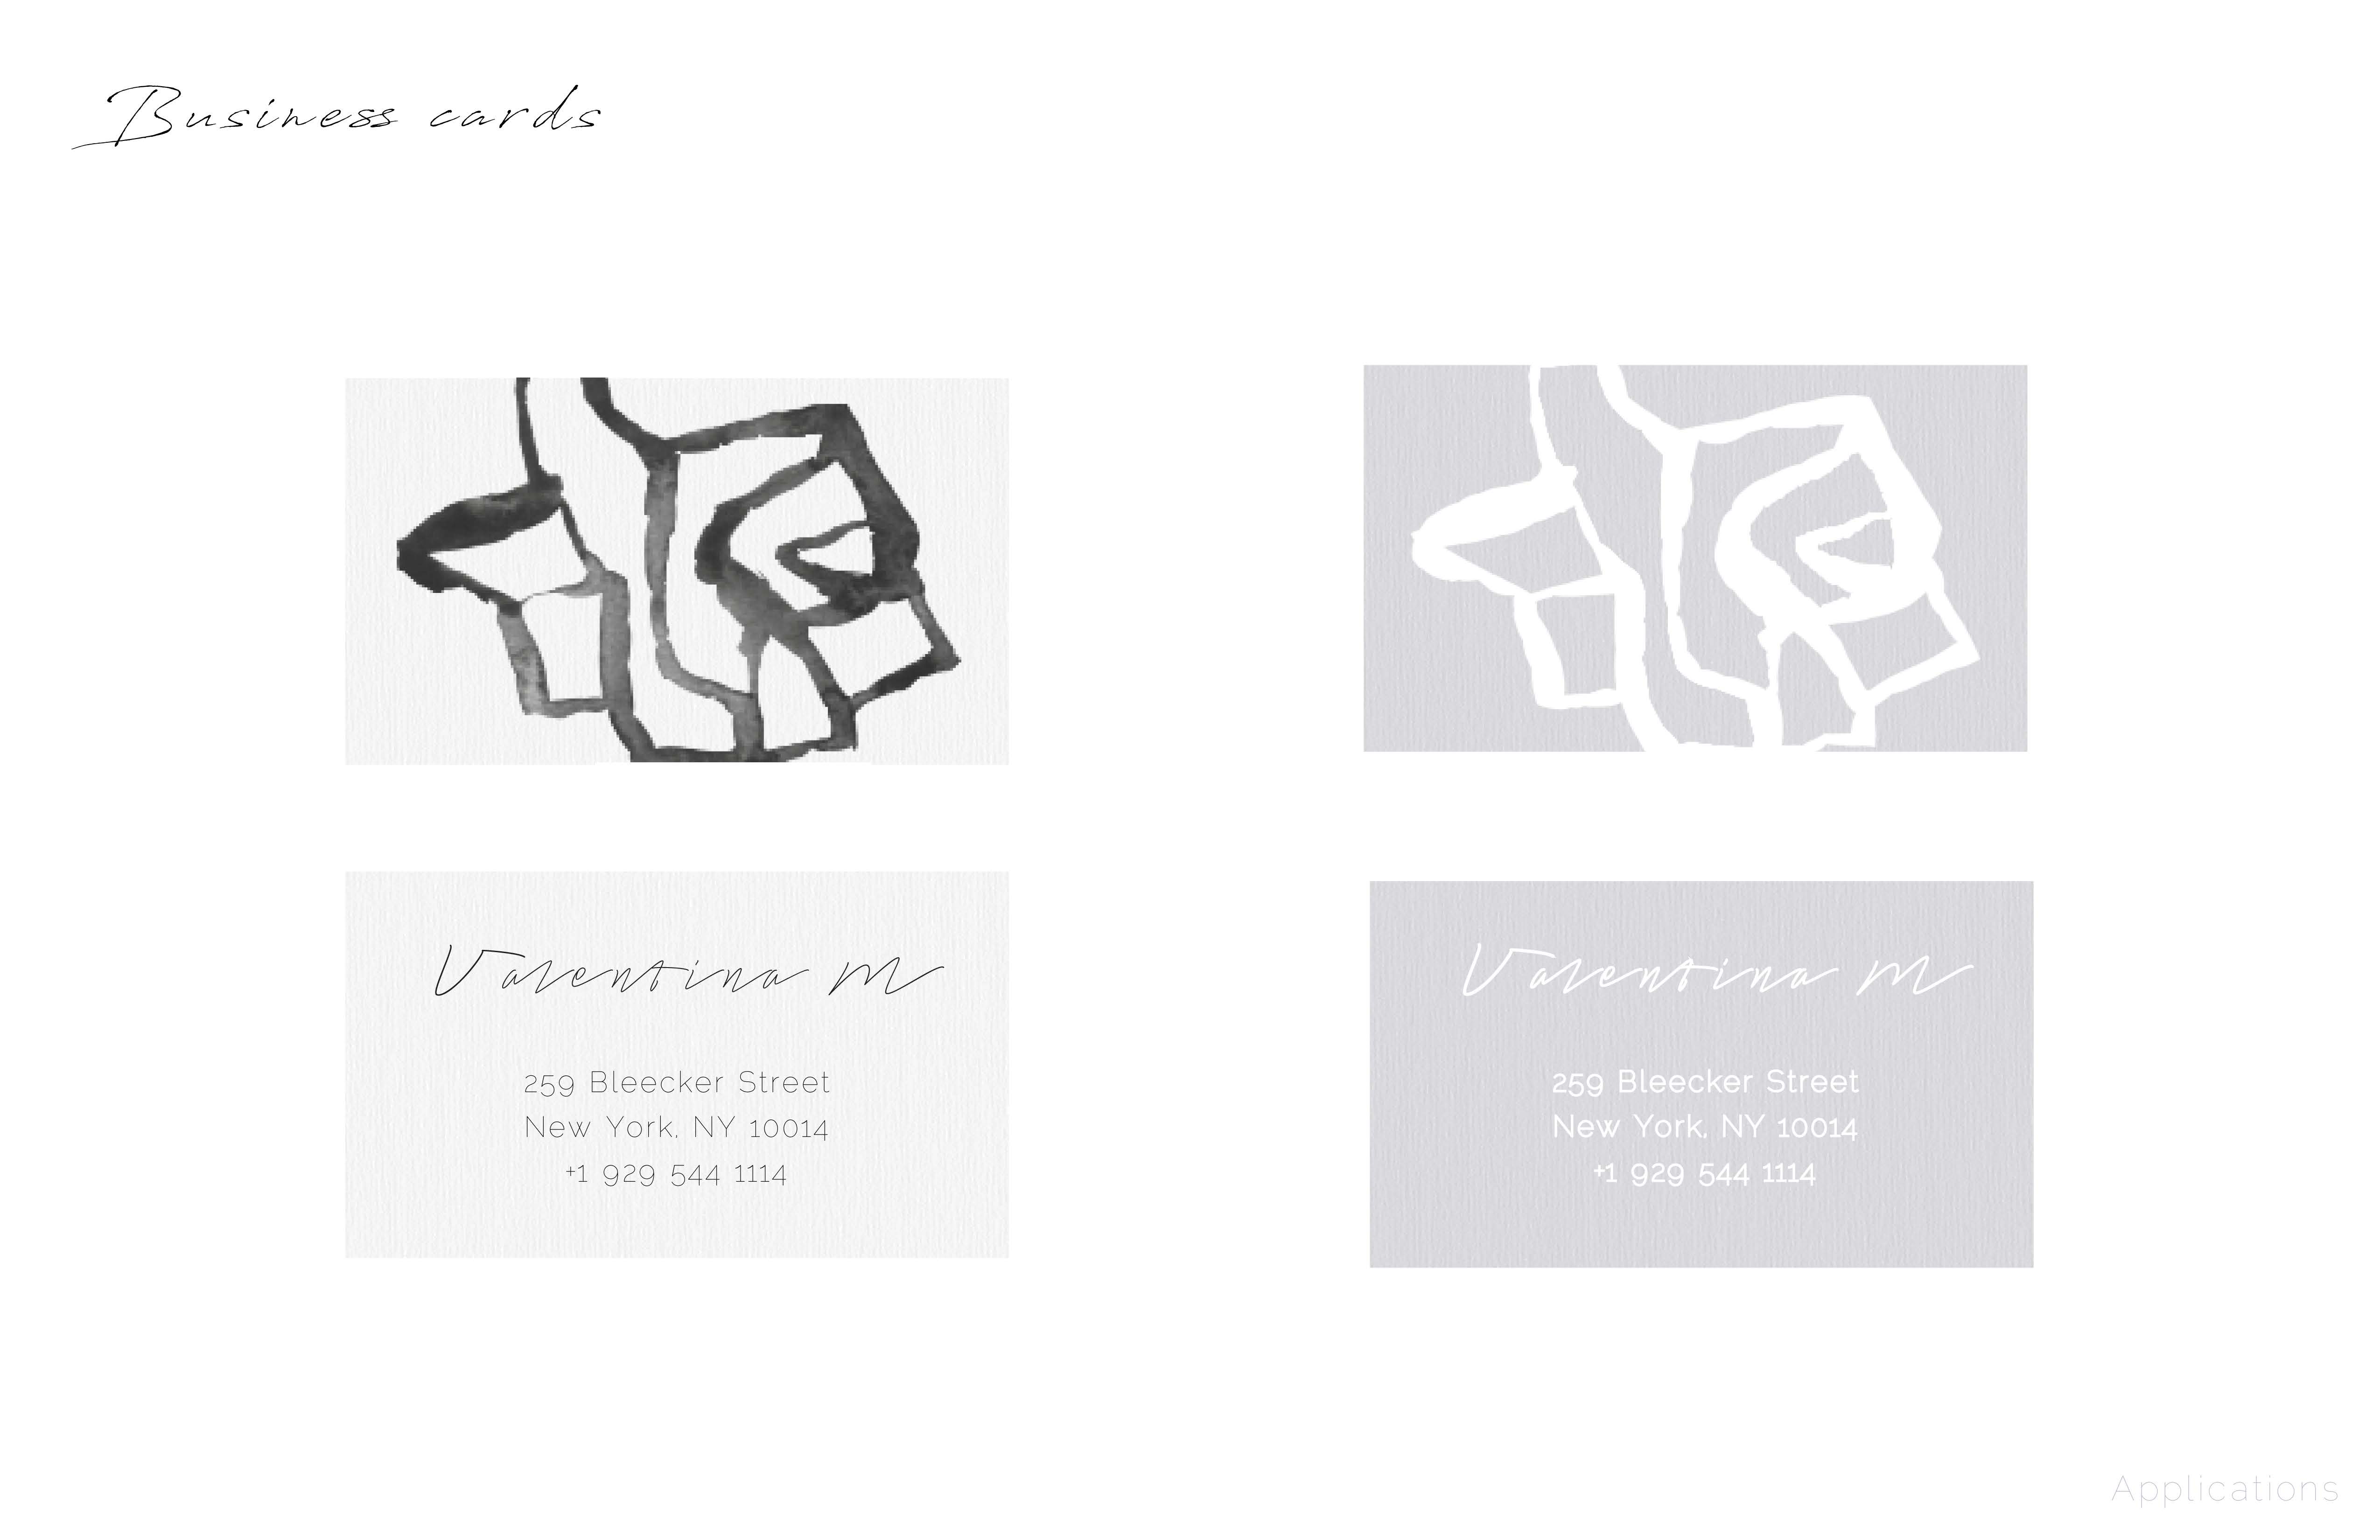 Business cards
Valentina M
259 Bleecker Street
New York, NY 10014
+1 929 544 1114
Valentina M
259 Bleecker Street
New York, NY 10014
+1 929 544 1114
Applications